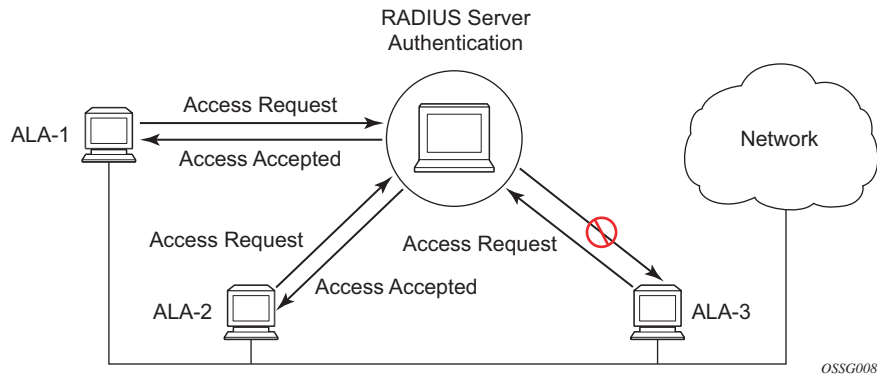 RADIUS Server
Authentication
Access Request
ALA-1
Access Accepted
Network
Access Request
Access Request
Access Accepted
ALA-2
ALA-3
OSSG008